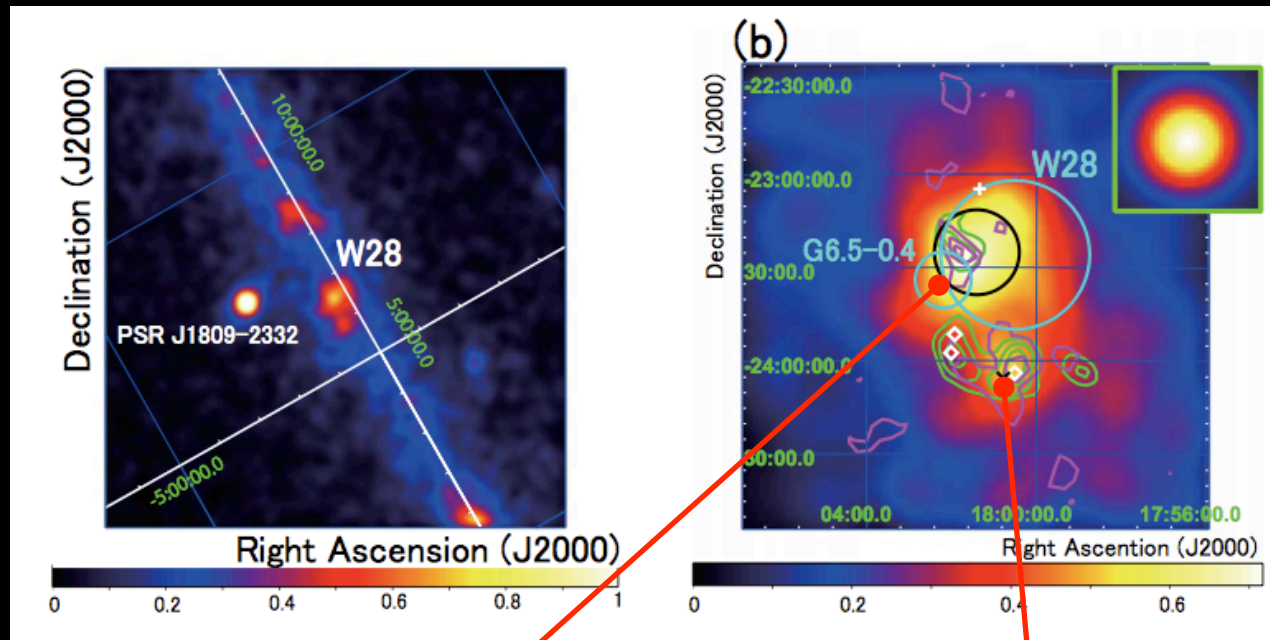 (b)
Declination (J2000)
10:00:00.0
W28
PSR J1809-2332
5:00:00.0
-5:00:00.0
Right Ascension (J2000)
0 0.2 0.4 0.6 0.8 1
Declination (J2000)
-22:30:00.0
-23:00:00.0
W28
G6.5-0.4
30:00.0
-24:00:00.0
30:00.0
04:00.0 18:00:00.0 17:56:00.0
Right Ascention (J2000)
0 0.2 0.4 0.6